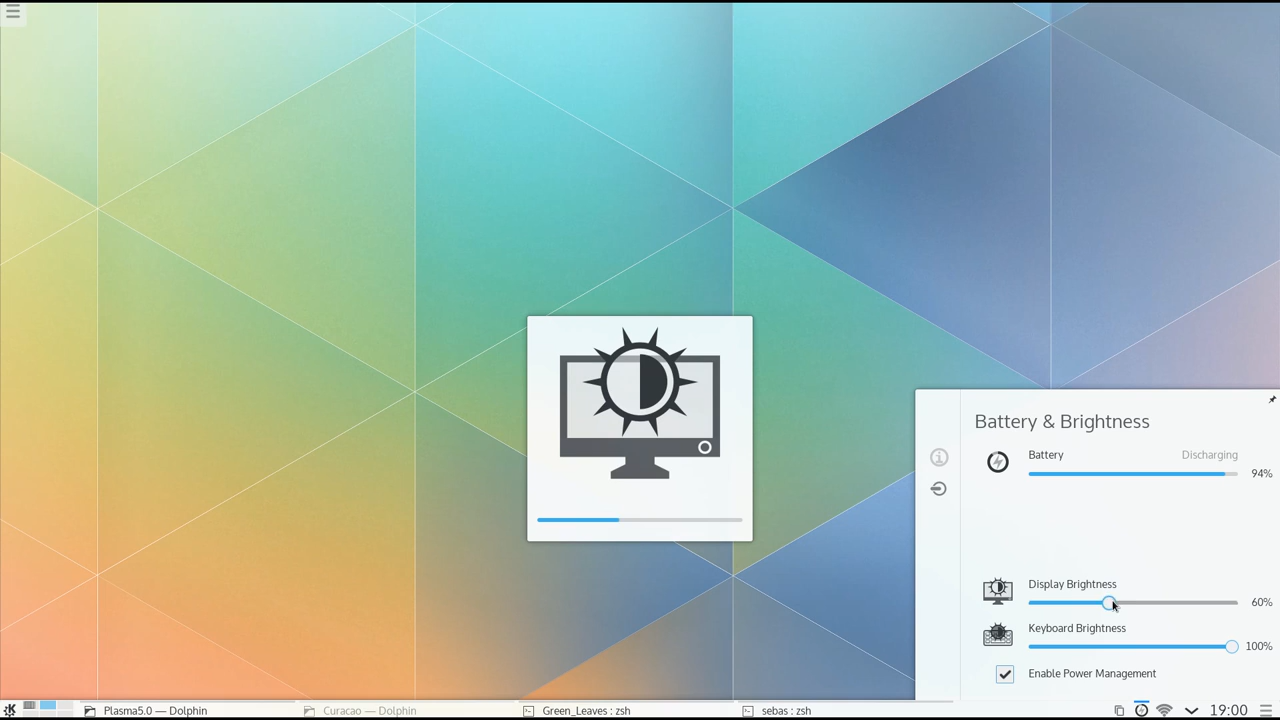 Battery & Brightness
Battery Discharging
94%
Display Brightness
60%
Keyboard Brightness
100%
Enable Power Management
Plasma5.0 — Dolphin Curacao — Dolphin Green_Leaves : zsh sebas : zsh 19:00